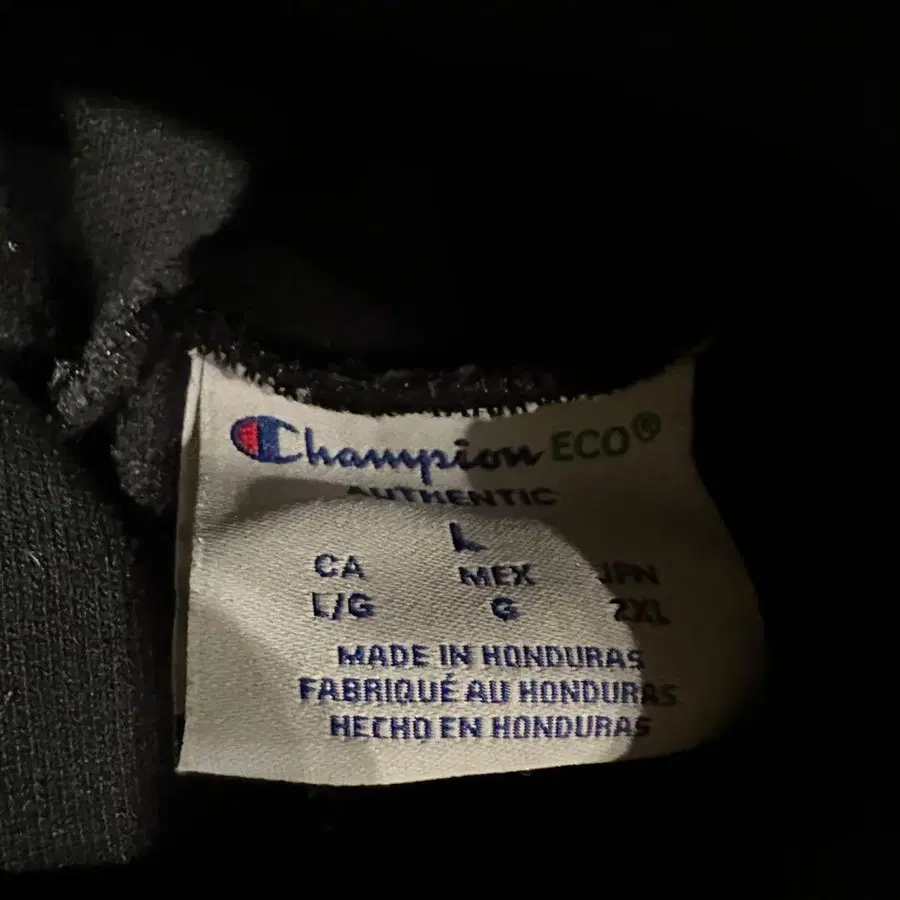 Champion ECO®
AUTHENTIC
L
CA MEX JPN
L/G G 2XL
MADE IN HONDURAS
FABRIQUÉ AU HONDURAS
HECHO EN HONDURAS